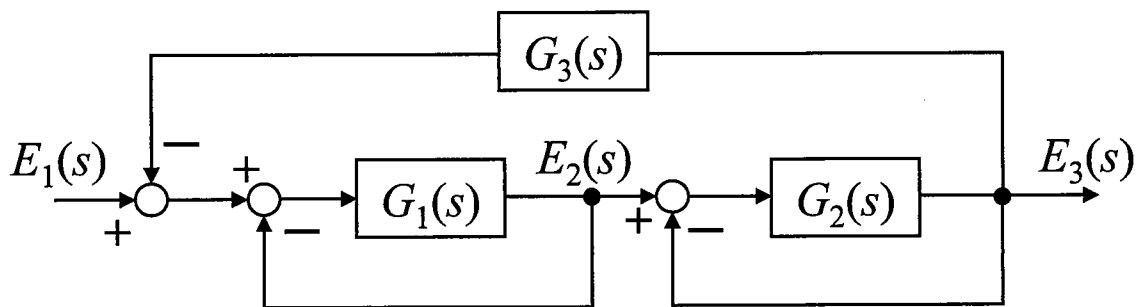 G₃(s)
E₁(s) − + E₂(s) E₃(s)
G₁(s) G₂(s)
+ − + −